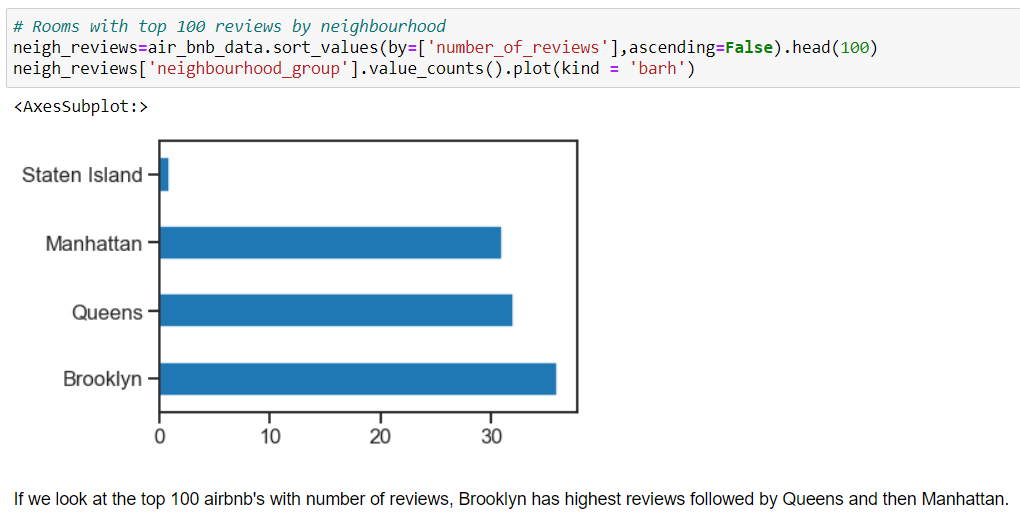 # Rooms with top 100 reviews by neighbourhood
neigh_reviews=air_bnb_data.sort_values(by=['number_of_reviews'],ascending=False).head(100)
neigh_reviews['neighbourhood_group'].value_counts().plot(kind = 'barh')
<AxesSubplot:>
Staten Island
Manhattan
Queens
Brooklyn
0 10 20 30
If we look at the top 100 airbnb's with number of reviews, Brooklyn has highest reviews followed by Queens and then Manhattan.